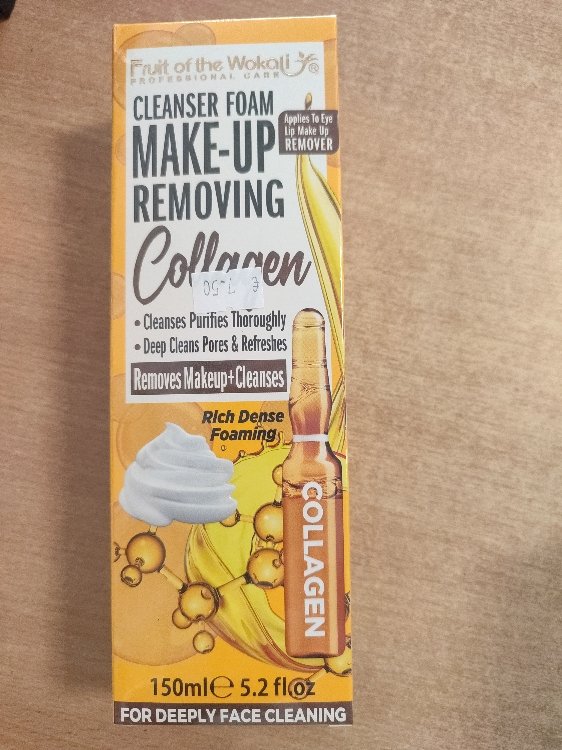 Fruit of the Wokali ®
PROFESSIONAL CARE
CLEANSER FOAM
MAKE-UP
REMOVING
Applies To Eye
Lip Make Up
REMOVER
Collagen
€ 7.50
• Cleanses Purifies Thoroughly
• Deep Cleans Pores & Refreshes
Removes Makeup+Cleanses
Rich Dense
Foaming
COLLAGEN
150ml℮ 5.2 fl.oz
FOR DEEPLY FACE CLEANING